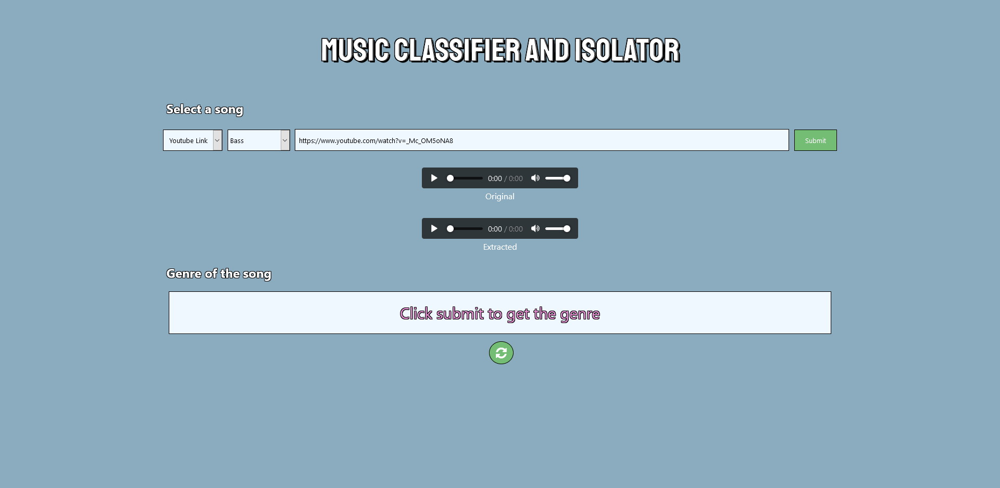 MUSIC CLASSIFIER AND ISOLATOR
Select a song
Youtube Link Bass https://www.youtube.com/watch?v=_Mc_OM5oNA8 Submit
0:00 / 0:00
Original
0:00 / 0:00
Extracted
Genre of the song
Click submit to get the genre